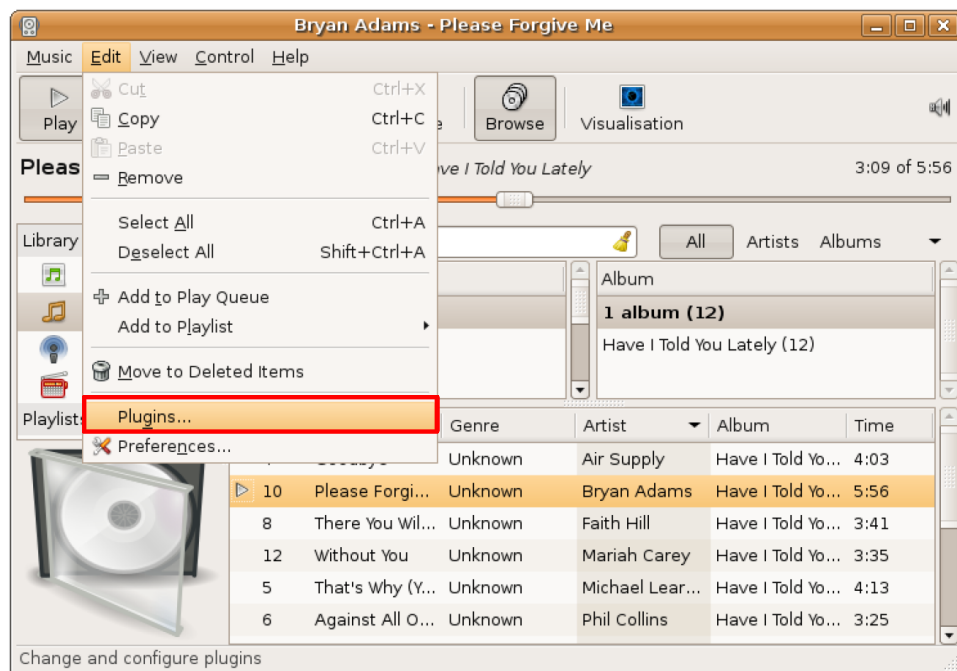 Bryan Adams - Please Forgive Me
Music Edit View Control Help
Play
Browse
Visualisation
Cut Ctrl+X
Copy Ctrl+C
Paste Ctrl+V
Remove
Select All Ctrl+A
Deselect All Shift+Ctrl+A
Add to Play Queue
Add to Playlist
Move to Deleted Items
Plugins...
Preferences...
Pleas
ve I Told You Lately
3:09 of 5:56
Library
All Artists Albums
Album
1 album (12)
Have I Told You Lately (12)
Playlist
Genre Artist Album Time
Unknown Air Supply Have I Told Yo... 4:03
10 Please Forgi... Unknown Bryan Adams Have I Told Yo... 5:56
8 There You Wil... Unknown Faith Hill Have I Told Yo... 3:41
12 Without You Unknown Mariah Carey Have I Told Yo... 3:35
5 That's Why (Y... Unknown Michael Lear... Have I Told Yo... 4:13
6 Against All O... Unknown Phil Collins Have I Told Yo... 3:25
Change and configure plugins